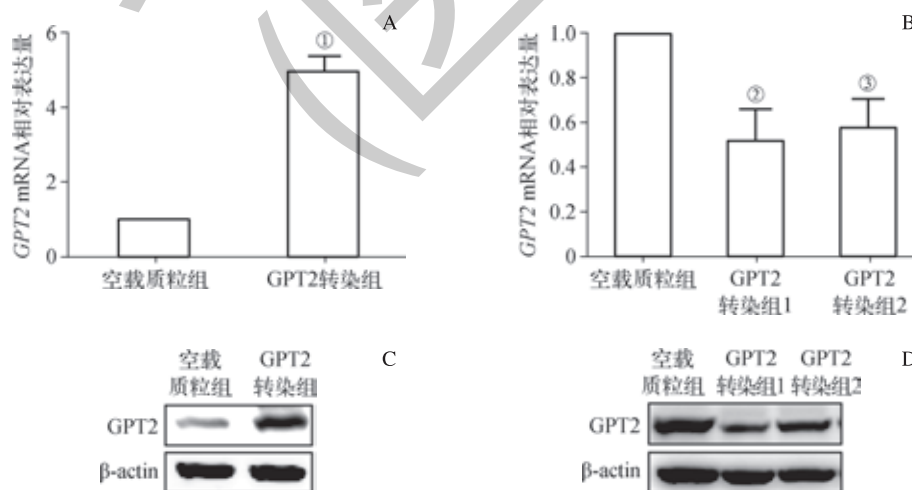 A
GPT2 mRNA相对表达量
6
4
2
0
①
空载质粒组 GPT2转染组
B
GPT2 mRNA相对表达量
1.0
0.8
0.6
0.4
0.2
0
②
③
空载质粒组 GPT2 GPT2
转染组1 转染组2
C
空载 GPT2
质粒组 转染组
GPT2
β-actin
D
空载 GPT2 GPT2
质粒组 转染组1 转染组2
GPT2
β-actin